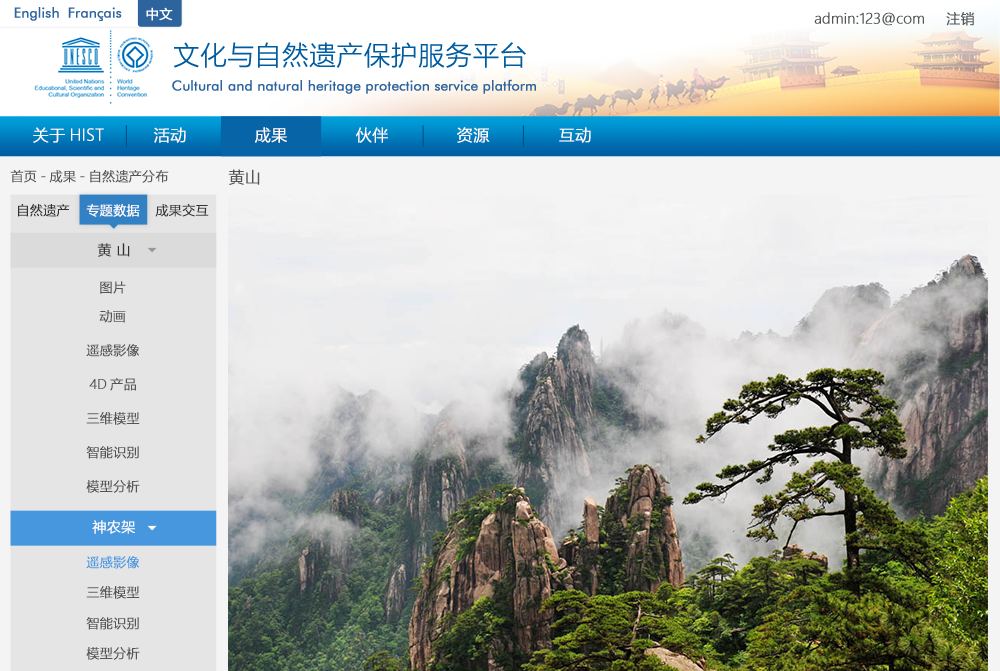 English Français 中文
admin:123@com 注销
UNESCO
United Nations
Educational, Scientific and
Cultural Organization
World
Heritage
Convention
文化与自然遗产保护服务平台
Cultural and natural heritage protection service platform
关于 HIST 活动 成果 伙伴 资源 互动
首页 - 成果 - 自然遗产分布
黄山
自然遗产 专题数据 成果交互
黄 山
图片
动画
遥感影像
4D 产品
三维模型
智能识别
模型分析
神农架
遥感影像
三维模型
智能识别
模型分析